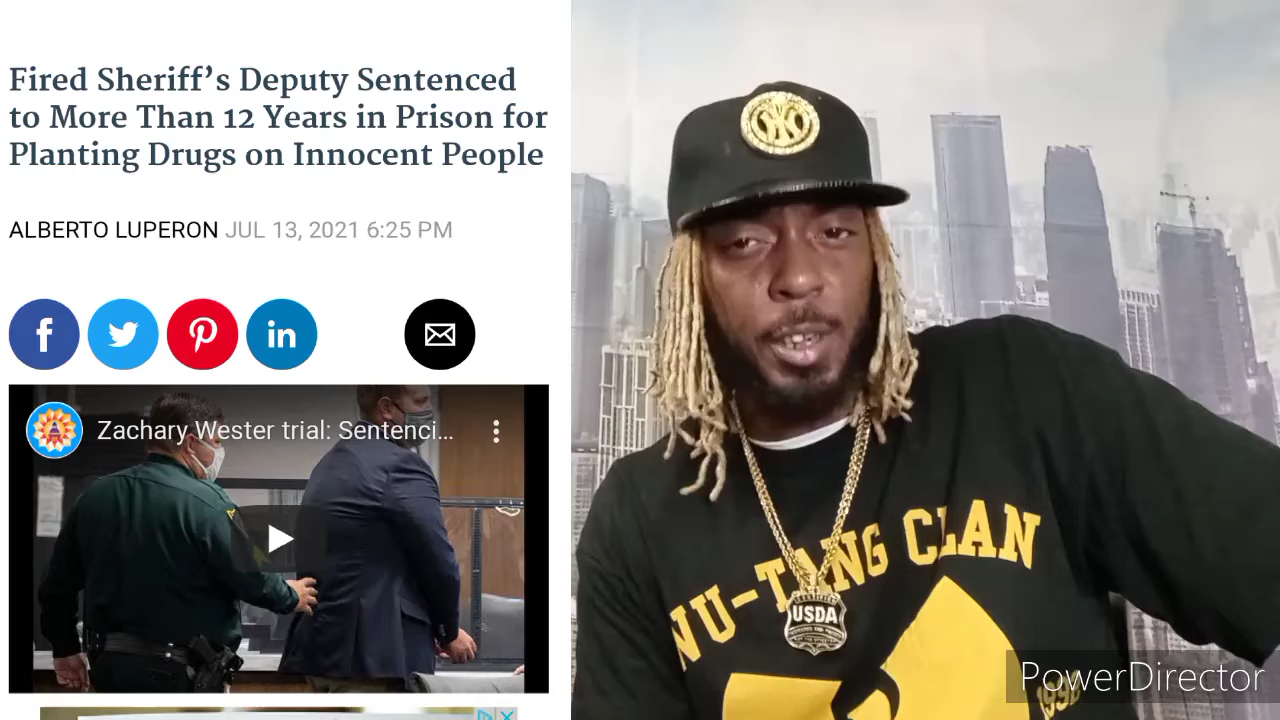 Fired Sheriff’s Deputy Sentenced
to More Than 12 Years in Prison for
Planting Drugs on Innocent People
ALBERTO LUPERON JUL 13, 2021 6:25 PM
Zachary Wester trial: Sentenci...
WU-TANG CLAN
USDA
1992
PowerDirector